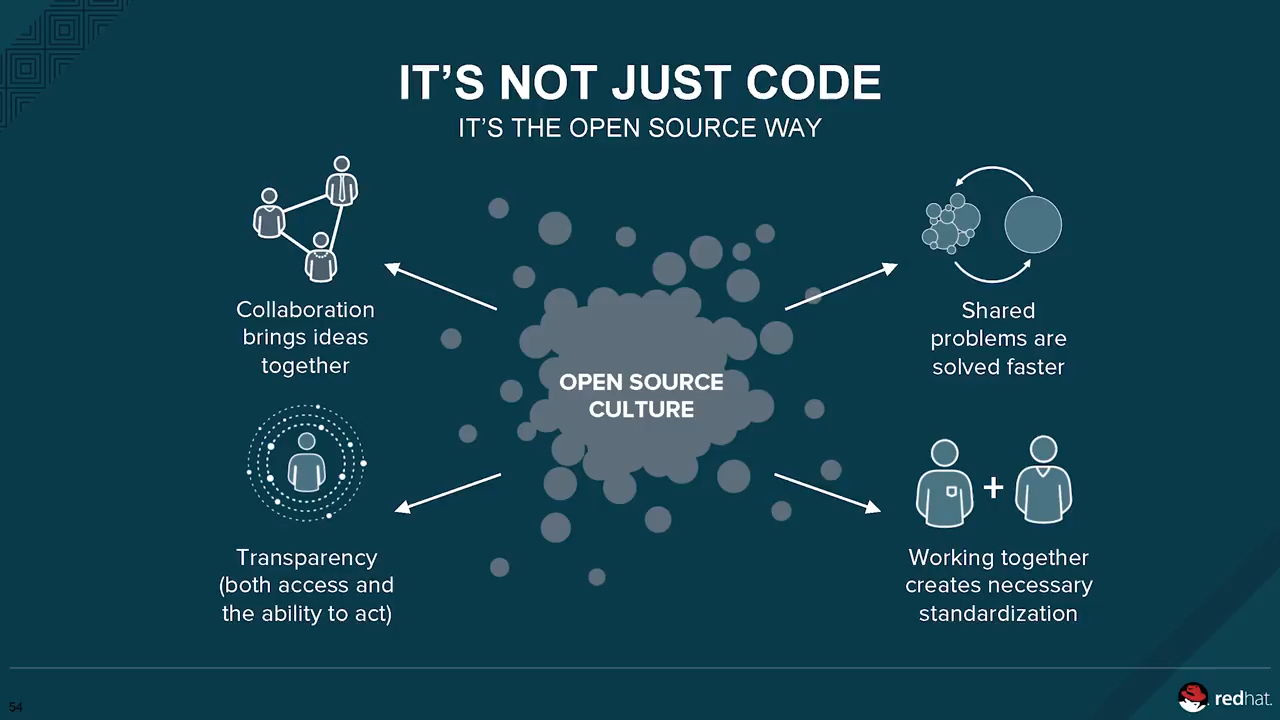 IT’S NOT JUST CODE
IT’S THE OPEN SOURCE WAY
Collaboration
brings ideas
together
Shared
problems are
solved faster
OPEN SOURCE
CULTURE
Transparency
(both access and
the ability to act)
+
Working together
creates necessary
standardization
54
redhat.